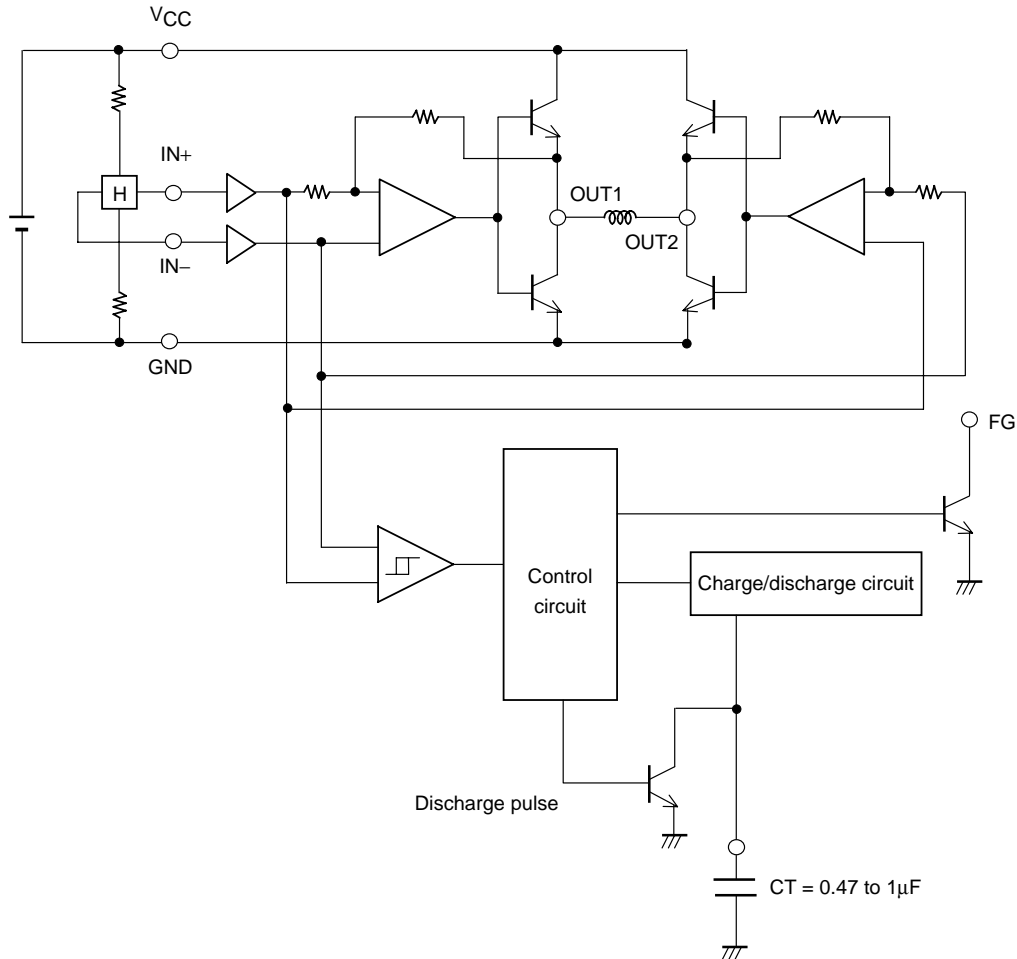 VCC
IN+
H
OUT1
OUT2
IN−
GND
FG
Control
circuit
Charge/discharge circuit
Discharge pulse
CT = 0.47 to 1µF